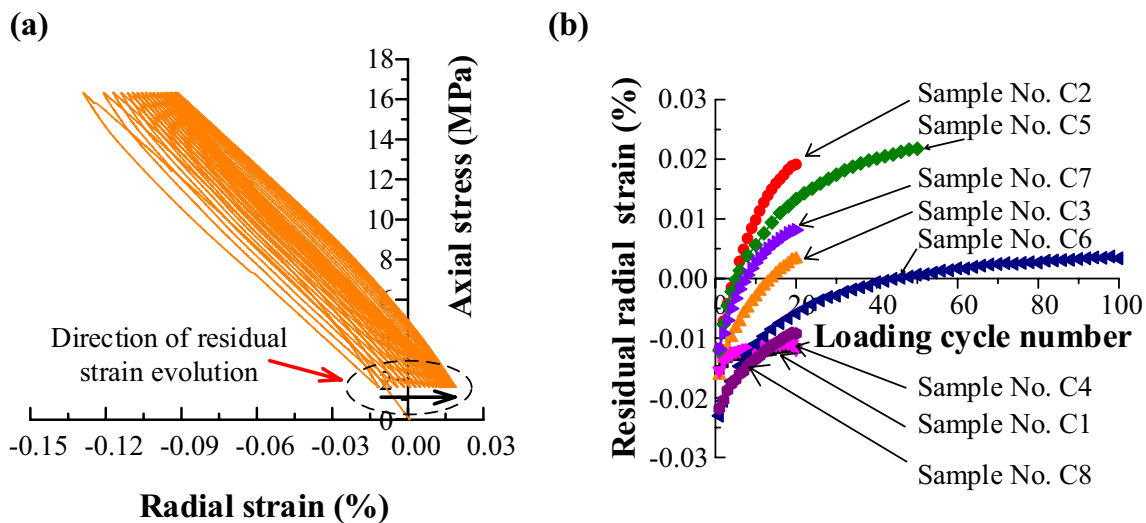 (a)
18
16
14
12
10
8
6
4
2
0
Axial stress (MPa)
Direction of residual
strain evolution
-0.15
-0.12
-0.09
-0.06
-0.03
0.00
0.03
Radial strain (%)
(b)
0.03
0.02
0.01
0.00
-0.01
-0.02
-0.03
Residual radial strain (%)
0
20
40
60
80
100
Loading cycle number
Sample No. C2
Sample No. C5
Sample No. C7
Sample No. C3
Sample No. C6
Sample No. C4
Sample No. C1
Sample No. C8